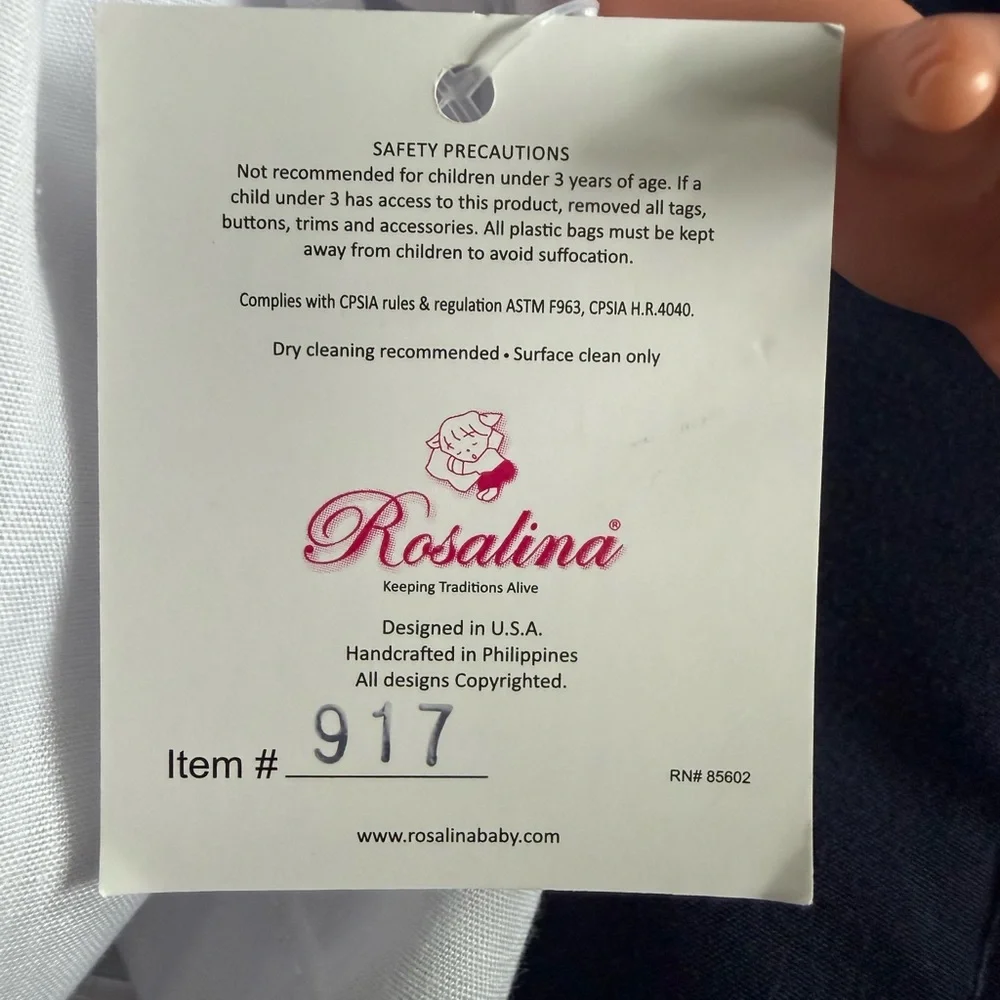 SAFETY PRECAUTIONS
Not recommended for children under 3 years of age. If a
child under 3 has access to this product, removed all tags,
buttons, trims and accessories. All plastic bags must be kept
away from children to avoid suffocation.
Complies with CPSIA rules & regulation ASTM F963, CPSIA H.R.4040.
Dry cleaning recommended • Surface clean only
Rosalina®
Keeping Traditions Alive
Designed in U.S.A.
Handcrafted in Philippines
All designs Copyrighted.
Item # 917
RN# 85602
www.rosalinababy.com